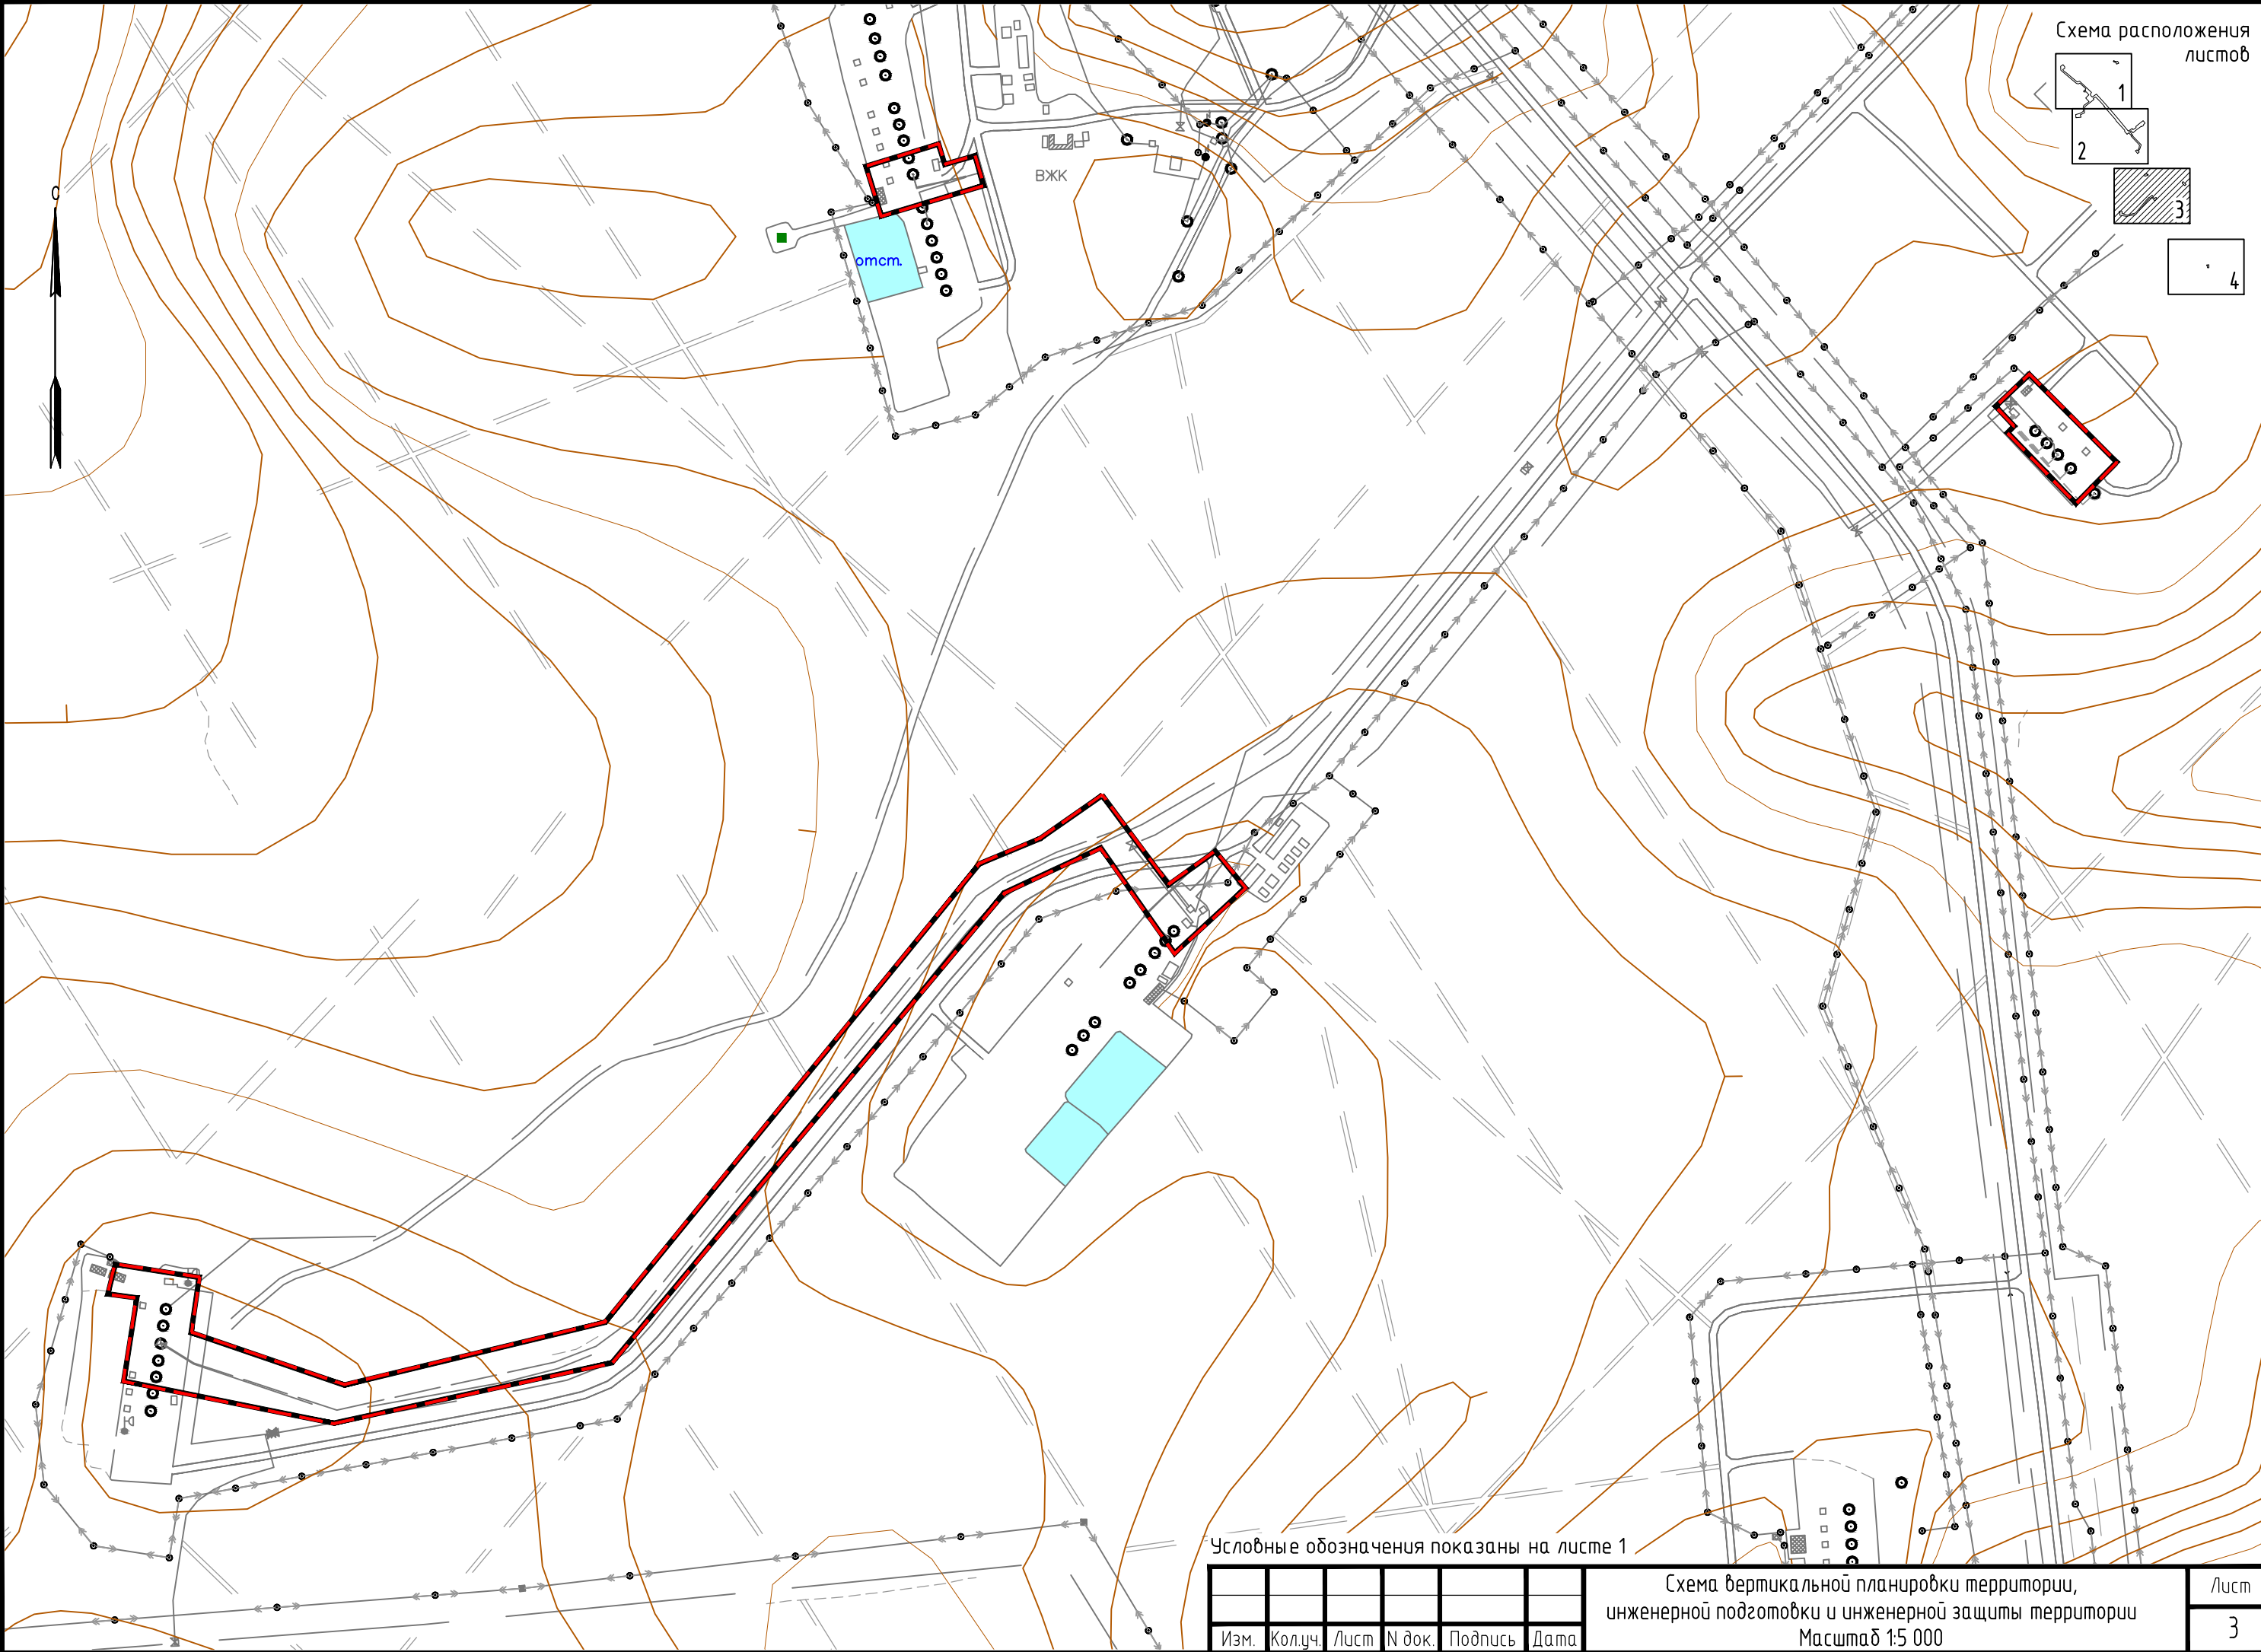 Схема расположения
листов
1
2
3
4
С
ВЖК
отст.
Условные обозначения показаны на листе 1
Изм. Кол.уч. Лист N док. Подпись Дата
Схема вертикальной планировки территории,
инженерной подготовки и инженерной защиты территории
Масштаб 1:5 000
Лист
3